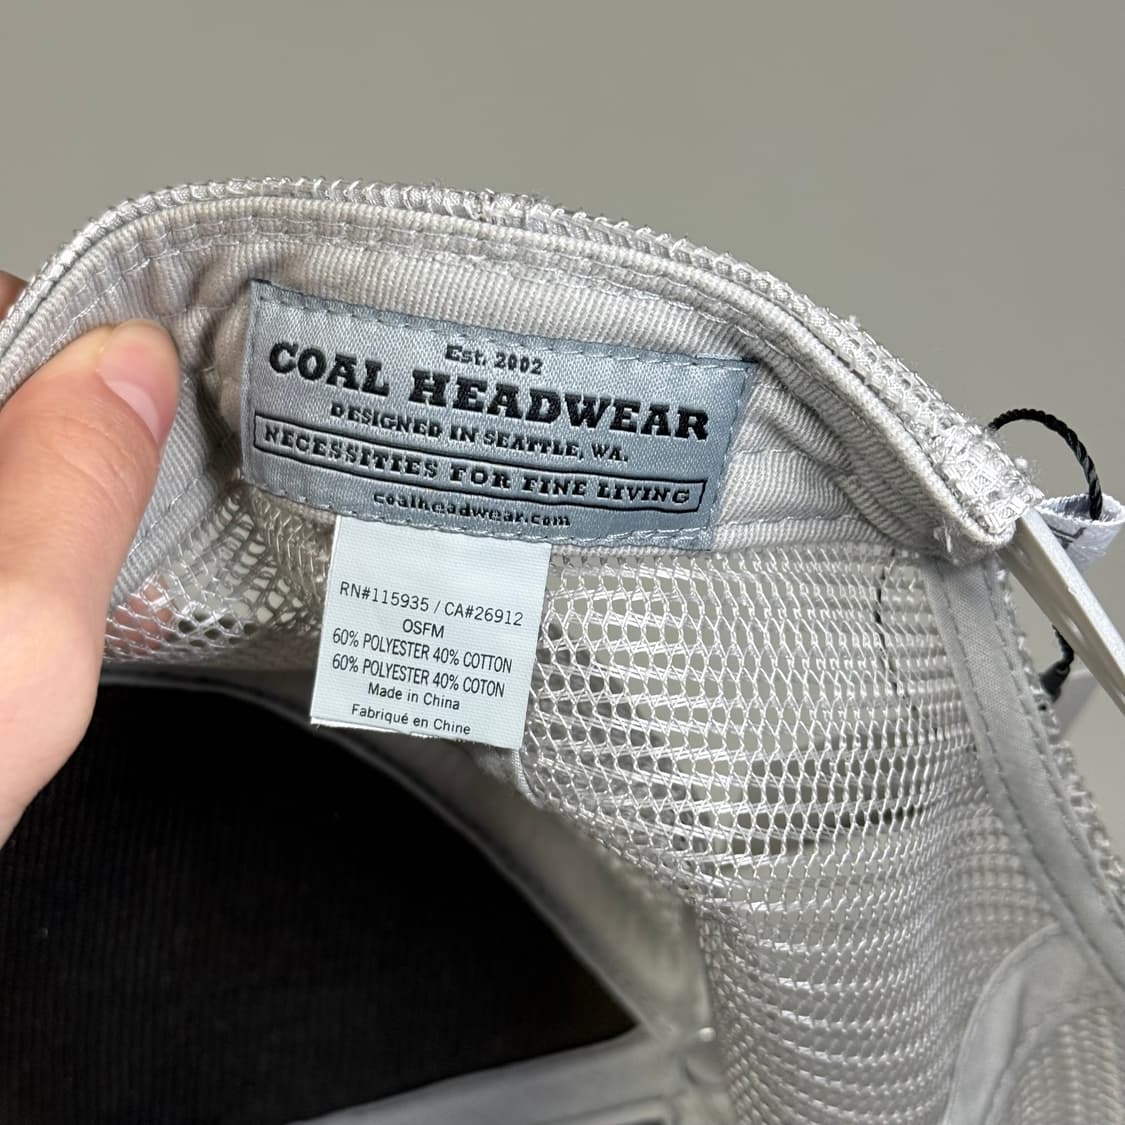 Est. 2002
COAL HEADWEAR
DESIGNED IN SEATTLE, WA.
NECESSITIES FOR FINE LIVING
coalheadwear.com
RN#115935 / CA#26912
OSFM
60% POLYESTER 40% COTTON
60% POLYESTER 40% COTON
Made in China
Fabriqué en Chine